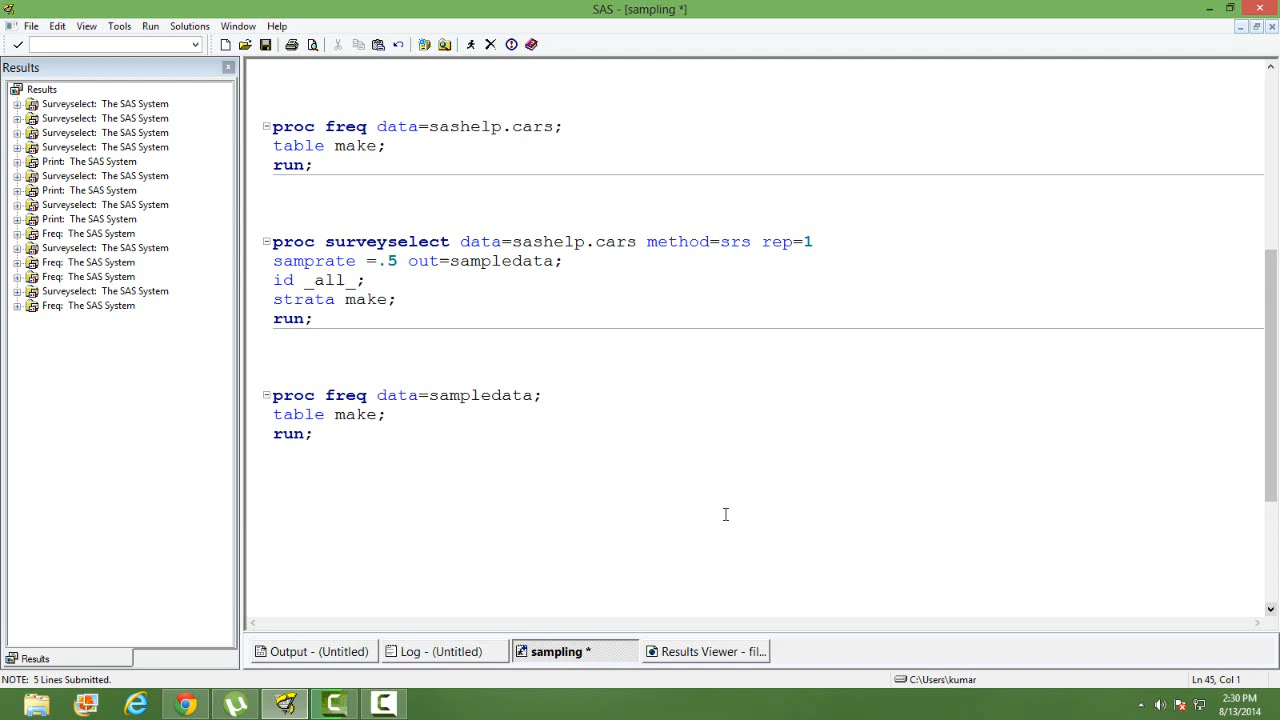 SAS - [sampling *]
File Edit View Tools Run Solutions Window Help
Results
Results
Surveyselect: The SAS System
Surveyselect: The SAS System
Surveyselect: The SAS System
Surveyselect: The SAS System
Print: The SAS System
Surveyselect: The SAS System
Print: The SAS System
Surveyselect: The SAS System
Print: The SAS System
Freq: The SAS System
Surveyselect: The SAS System
Freq: The SAS System
Freq: The SAS System
Surveyselect: The SAS System
Freq: The SAS System
proc freq data=sashelp.cars;
table make;
run;
proc surveyselect data=sashelp.cars method=srs rep=1
samprate =.5 out=sampledata;
id _all_;
strata make;
run;
proc freq data=sampledata;
table make;
run;
Results
Output - (Untitled)
Log - (Untitled)
sampling *
Results Viewer - fil...
NOTE: 5 Lines Submitted.
C:\Users\kumar
Ln 45, Col 1
2:30 PM
8/13/2014